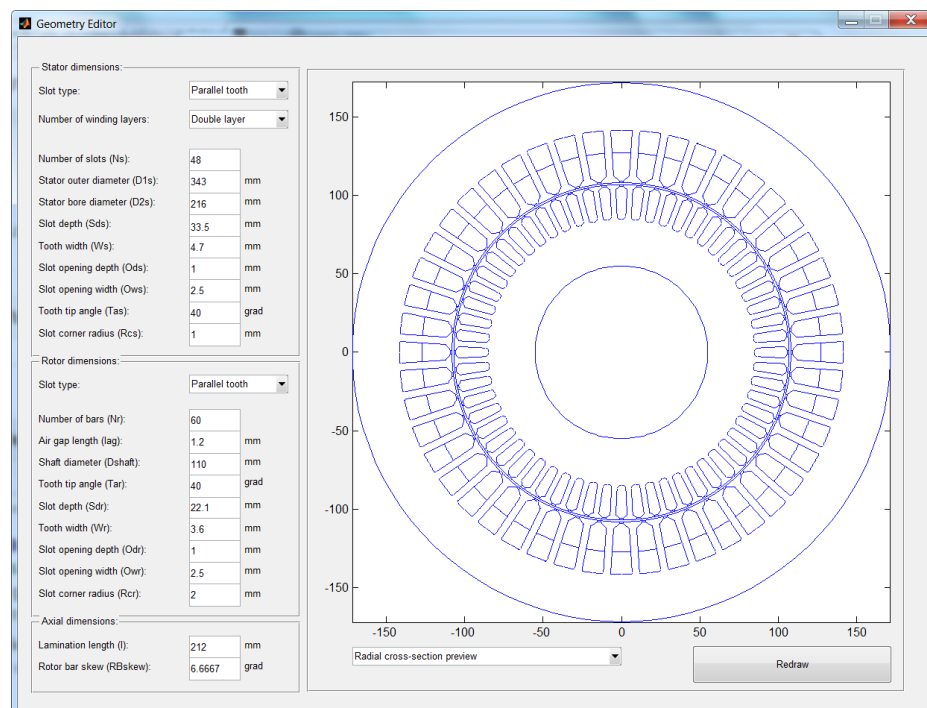 Geometry Editor
Stator dimensions:
Slot type: Parallel tooth
Number of winding layers: Double layer
Number of slots (Ns): 48
Stator outer diameter (D1s): 343 mm
Stator bore diameter (D2s): 216 mm
Slot depth (Sds): 33.5 mm
Tooth width (Ws): 4.7 mm
Slot opening depth (Ods): 1 mm
Slot opening width (Ows): 2.5 mm
Tooth tip angle (Tas): 40 grad
Slot corner radius (Rcs): 1 mm
Rotor dimensions:
Slot type: Parallel tooth
Number of bars (Nr): 60
Air gap length (lag): 1.2 mm
Shaft diameter (Dshaft): 110 mm
Tooth tip angle (Tar): 40 grad
Slot depth (Sdr): 22.1 mm
Tooth width (Wr): 3.6 mm
Slot opening depth (Odr): 1 mm
Slot opening width (Owr): 2.5 mm
Slot corner radius (Rcr): 2 mm
Axial dimensions:
Lamination length (l): 212 mm
Rotor bar skew (RBskew): 6.6667 grad
150
100
50
0
-50
-100
-150
-150 -100 -50 0 50 100 150
Radial cross-section preview
Redraw